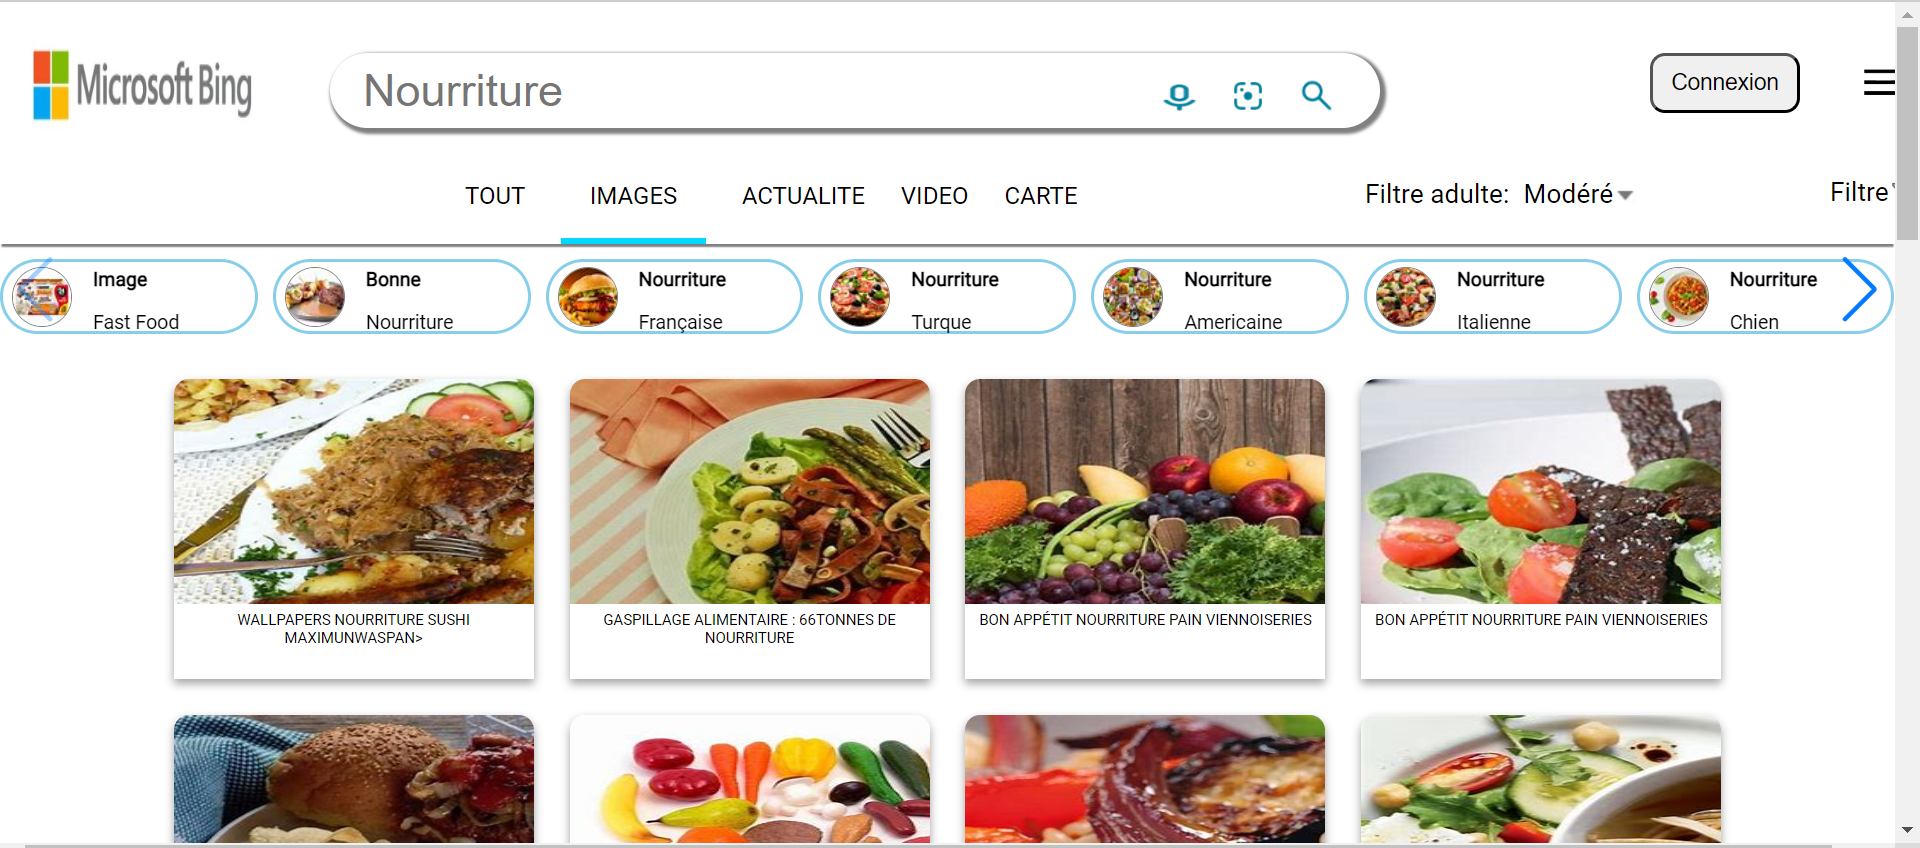 Microsoft Bing
Nourriture
Connexion
TOUT
IMAGES
ACTUALITE
VIDEO
CARTE
Filtre adulte: Modéré
Filtre
Image
Fast Food
Bonne
Nourriture
Nourriture
Française
Nourriture
Turque
Nourriture
Americaine
Nourriture
Italienne
Nourriture
Chien
WALLPAPERS NOURRITURE SUSHI
MAXIMUNWASPAN>
GASPILLAGE ALIMENTAIRE : 66TONNES DE
NOURRITURE
BON APPÉTIT NOURRITURE PAIN VIENNOISERIES
BON APPÉTIT NOURRITURE PAIN VIENNOISERIES